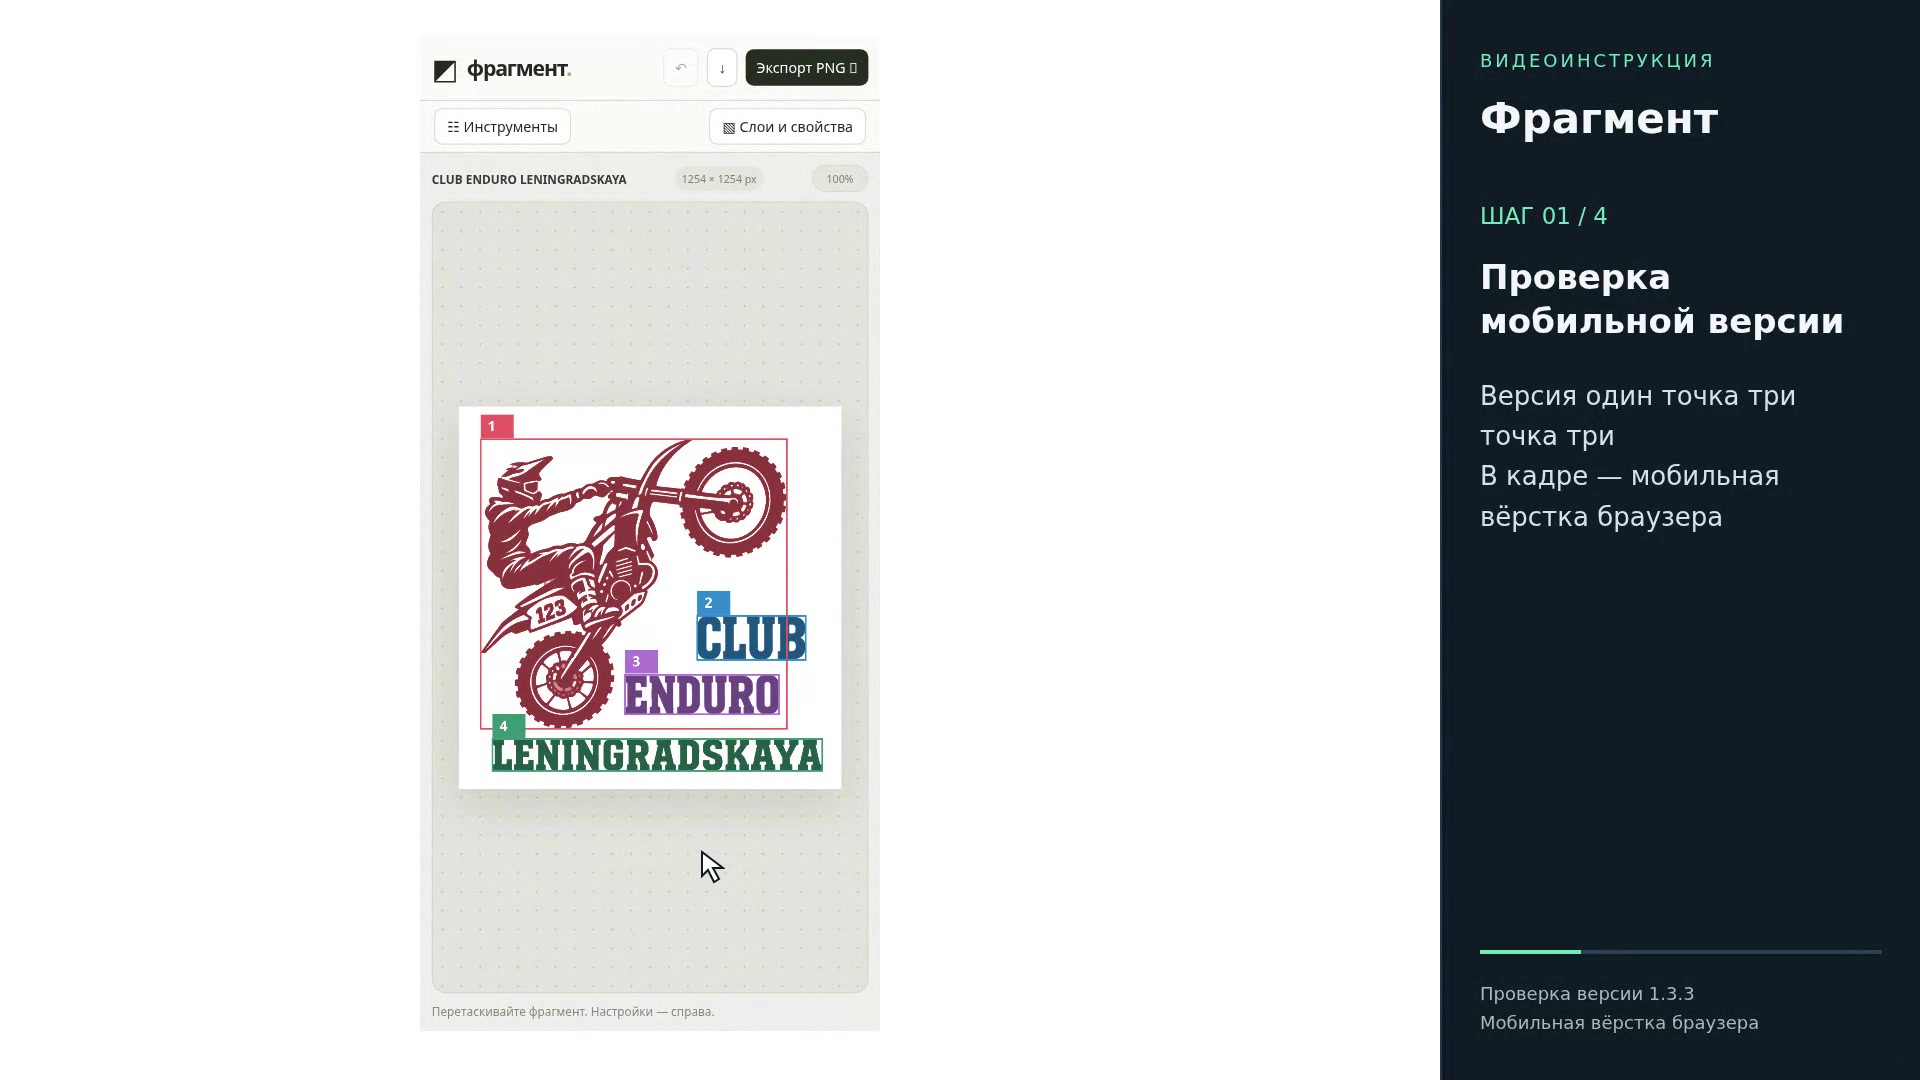 фрагмент.
↶
↓
Экспорт PNG
☷ Инструменты
▧ Слои и свойства
CLUB ENDURO LENINGRADSKAYA
1254 × 1254 px
100%
1
123
2
CLUB
3
ENDURO
4
LENINGRADSKAYA
Перетаскивайте фрагмент. Настройки — справа.
ВИДЕОИНСТРУКЦИЯ
Фрагмент
ШАГ 01 / 4
Проверка
мобильной версии
Версия один точка три
точка три
В кадре — мобильная
вёрстка браузера
Проверка версии 1.3.3
Мобильная вёрстка браузера